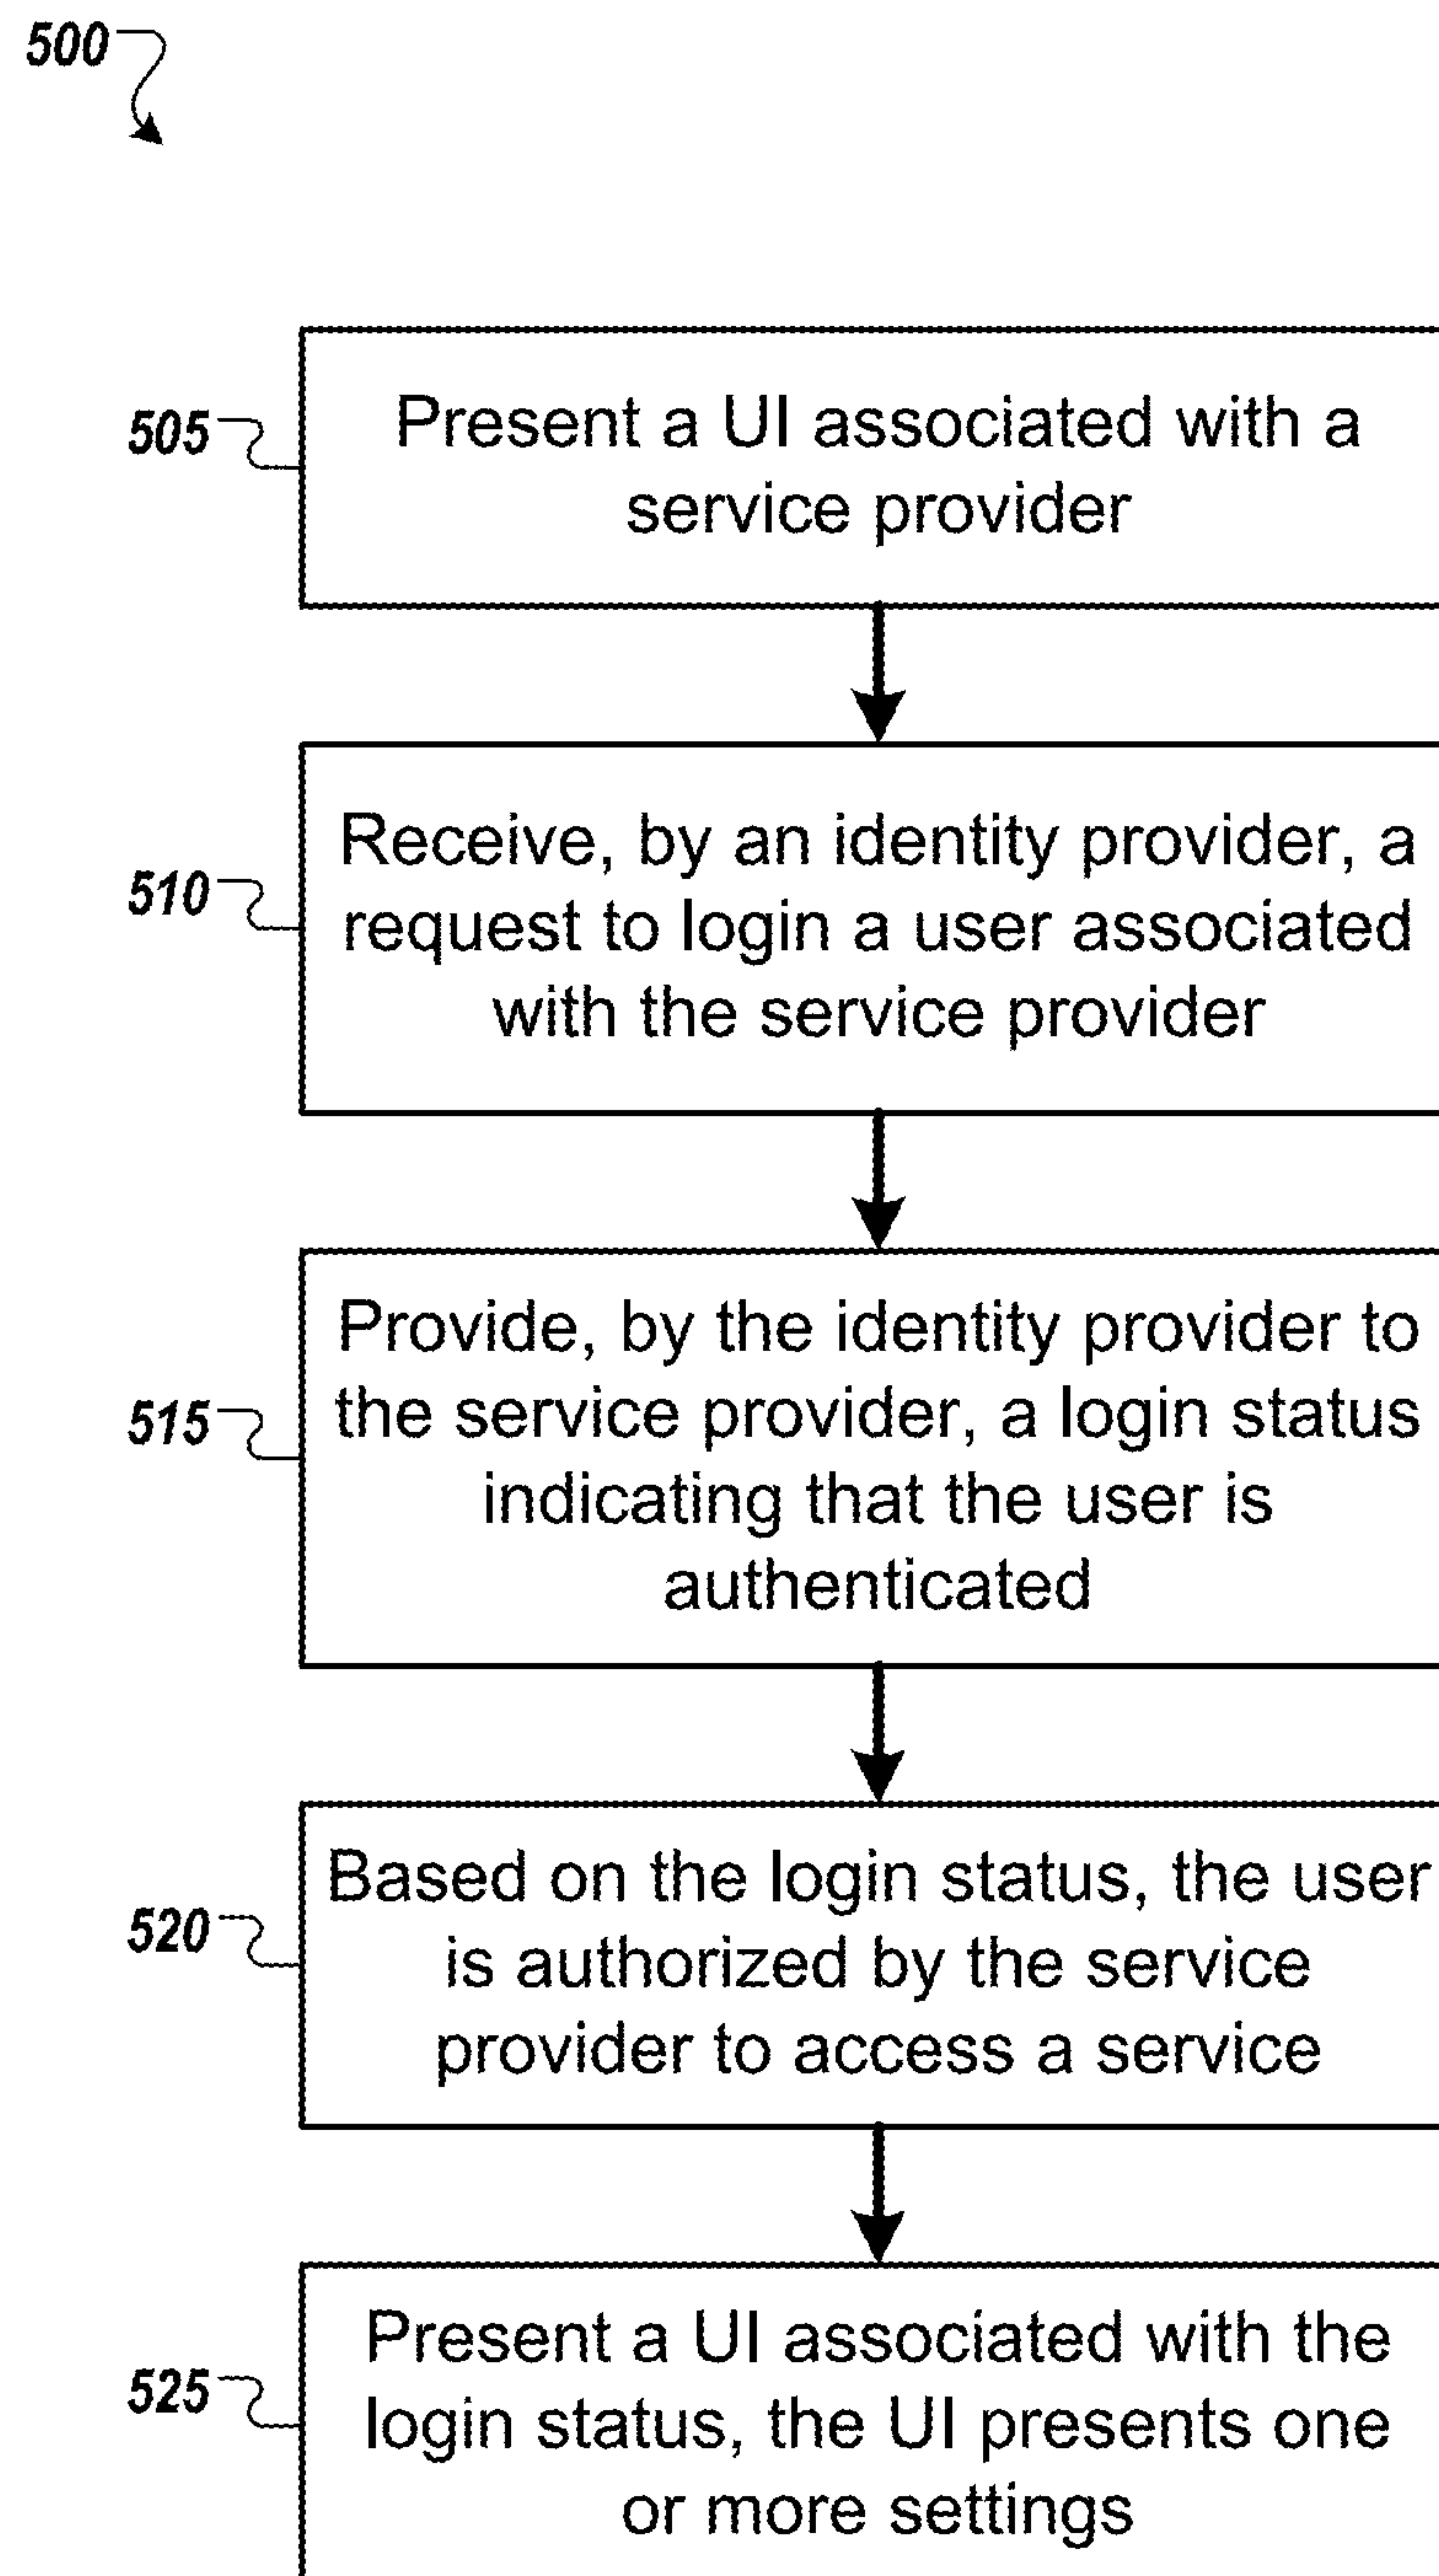 500
505
Present a UI associated with a
service provider
510
Receive, by an identity provider, a
request to login a user associated
with the service provider
515
Provide, by the identity provider to
the service provider, a login status
indicating that the user is
authenticated
520
Based on the login status, the user
is authorized by the service
provider to access a service
525
Present a UI associated with the
login status, the UI presents one
or more settings